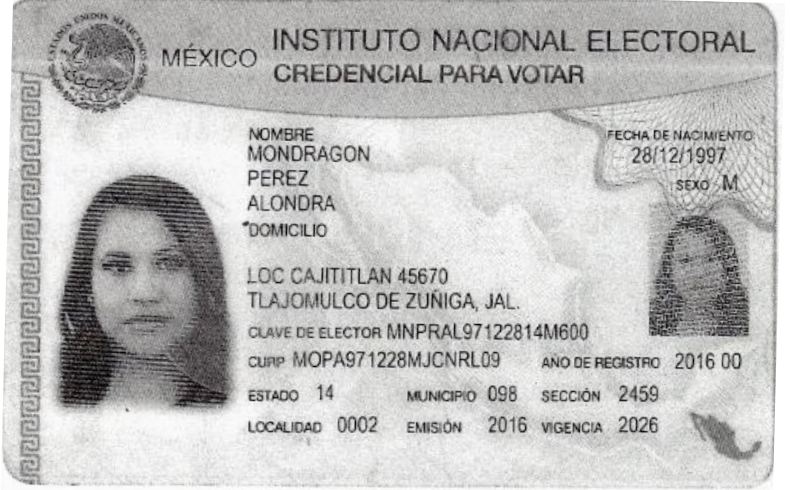 ESTADOS UNIDOS MEXICANOS
MÉXICO INSTITUTO NACIONAL ELECTORAL
CREDENCIAL PARA VOTAR
NOMBRE
MONDRAGON
PEREZ
ALONDRA
FECHA DE NACIMIENTO
28/12/1997
SEXO M
DOMICILIO
LOC CAJITITLAN 45670
TLAJOMULCO DE ZUÑIGA, JAL.
CLAVE DE ELECTOR MNPRAL97122814M600
CURP MOPA971228MJCNRL09 AÑO DE REGISTRO 2016 00
ESTADO 14 MUNICIPIO 098 SECCIÓN 2459
LOCALIDAD 0002 EMISIÓN 2016 VIGENCIA 2026